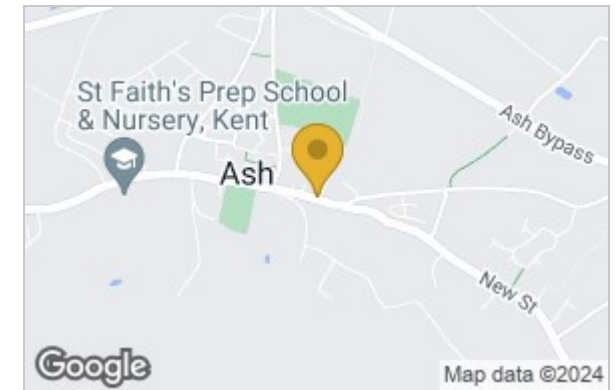 St Faith's Prep School
& Nursery, Kent
Ash
Ash Bypass
New St
Google
Map data ©2024